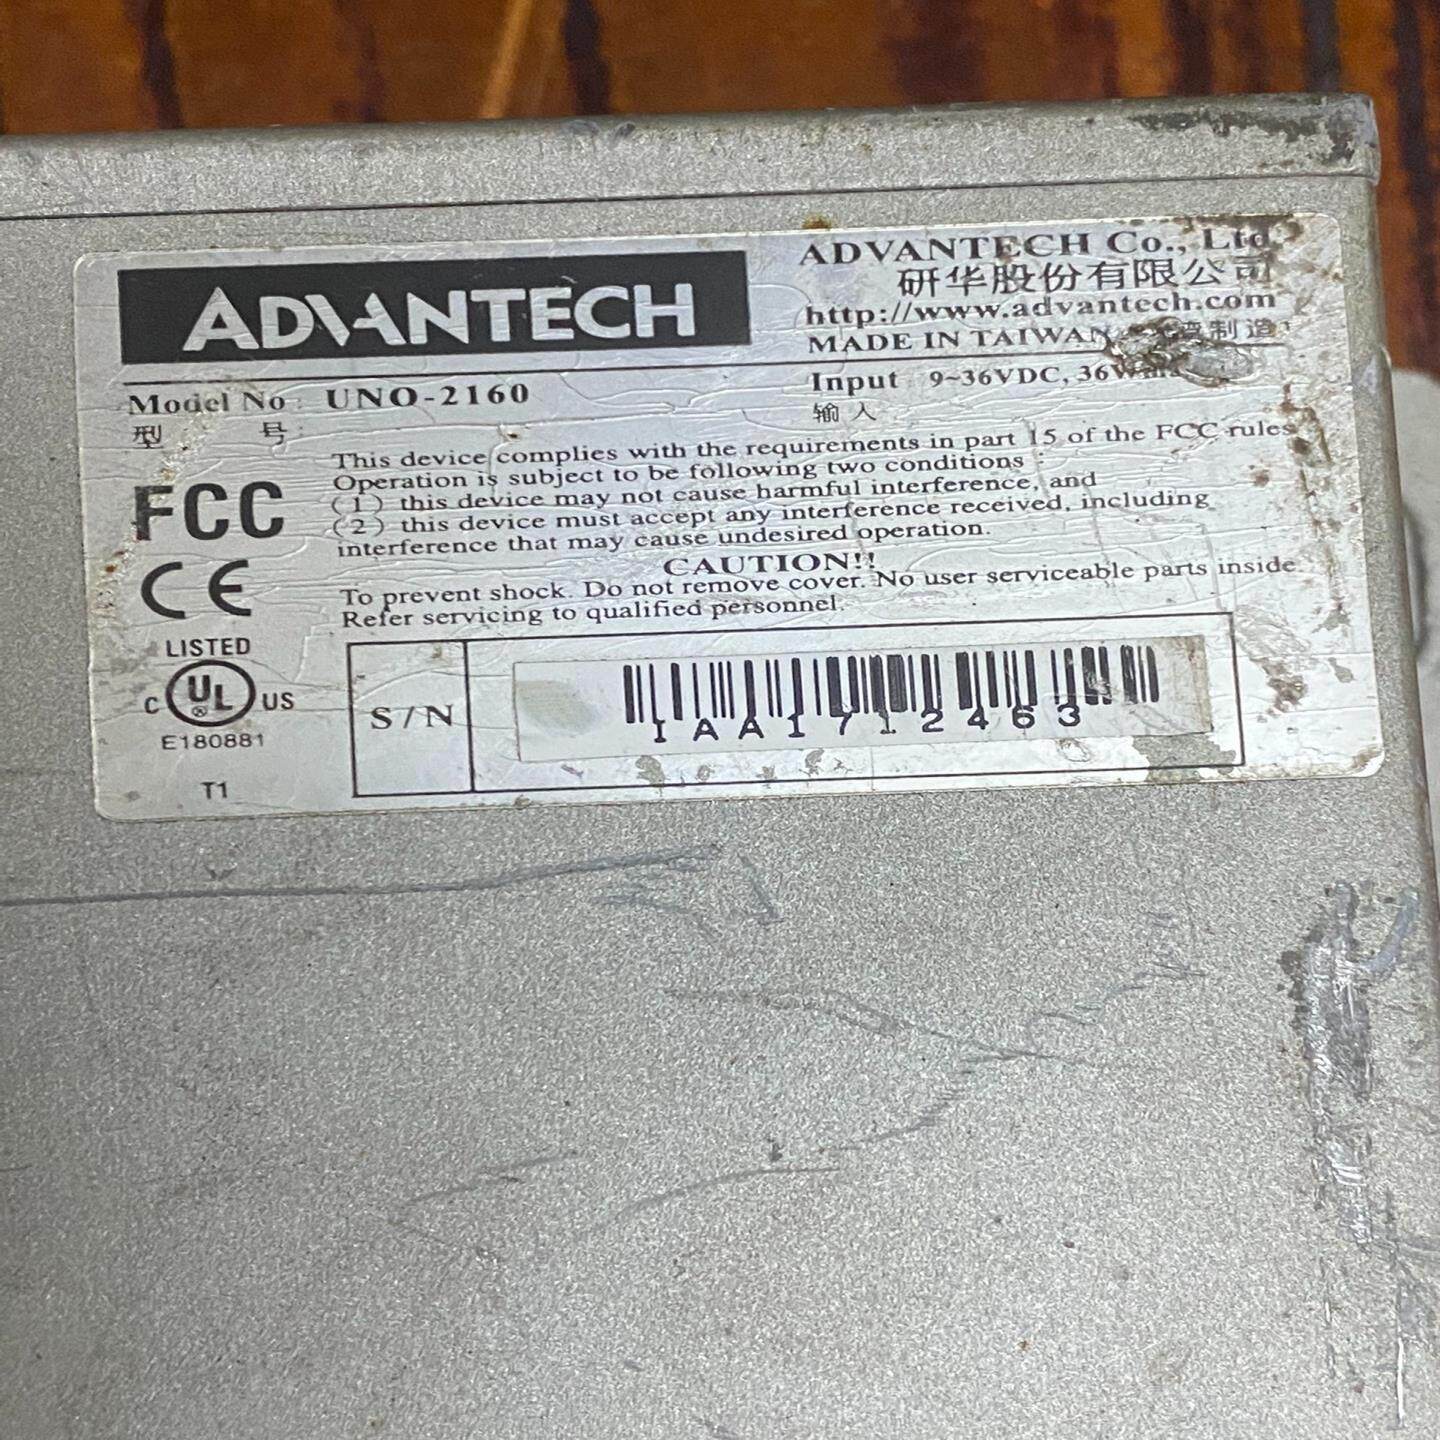 ADVANTECH
ADVANTECH Co., Ltd.
研华股份有限公司
http://www.advantech.com
MADE IN TAIWAN 制造
Model No : UNO-2160
型 号:
Input : 9~36VDC, 36
输入
FCC
This device complies with the requirements in part 15 of the FCC rules
Operation is subject to be following two conditions :
(1) this device may not cause harmful interference, and
(2) this device must accept any interference received, including
interference that may cause undesired operation.
CAUTION!!
To prevent shock. Do not remove cover. No user serviceable parts inside.
Refer servicing to qualified personnel.
CE
LISTED
C UL ® US
E180881
T1
S/N
IAA1712463